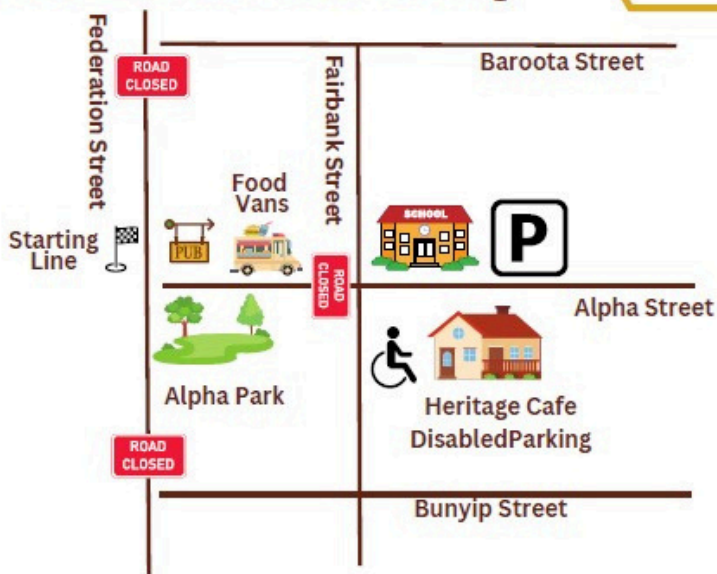 Federation Street
ROAD
CLOSED
Baroota Street
Fairbank Street
Food
Vans
Starting
Line
PUB
SCHOOL
P
ROAD
CLOSED
Alpha Street
Alpha Park
Heritage Cafe
DisabledParking
ROAD
CLOSED
Bunyip Street